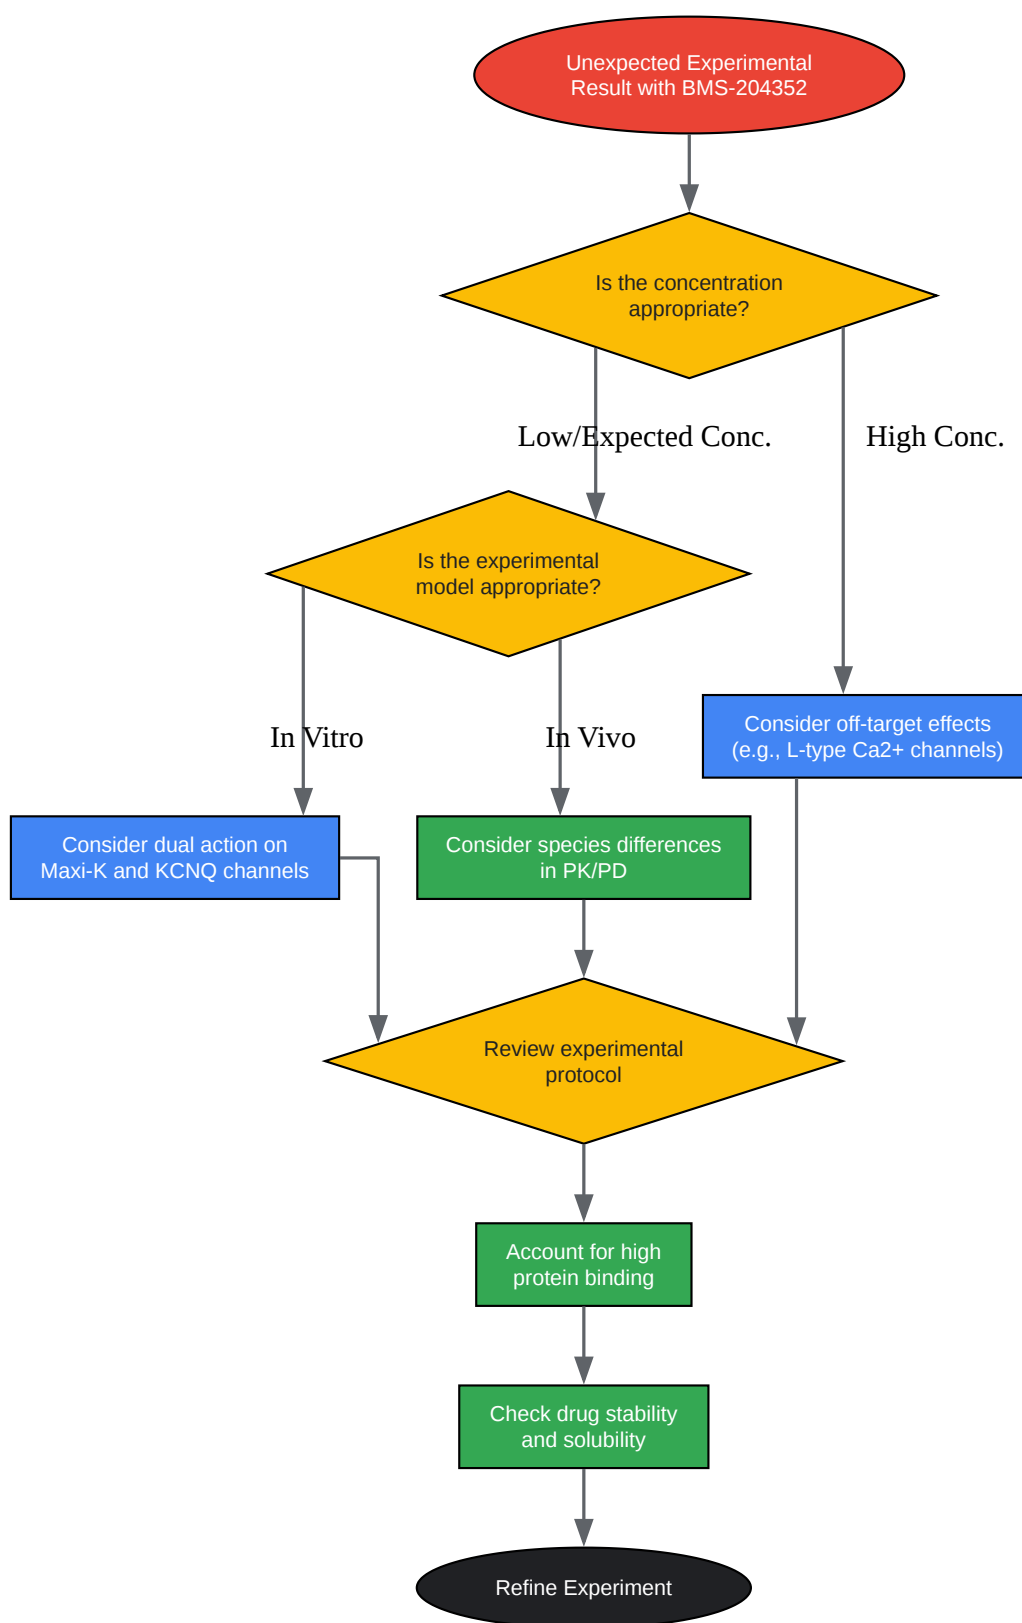 Unexpected Experimental
Result with BMS-204352
Is the concentration
appropriate?
Low/Expected Conc.
High Conc.
Is the experimental
model appropriate?
In Vitro
In Vivo
Consider off-target effects
(e.g., L-type Ca2+ channels)
Consider dual action on
Maxi-K and KCNQ channels
Consider species differences
in PK/PD
Review experimental
protocol
Account for high
protein binding
Check drug stability
and solubility
Refine Experiment